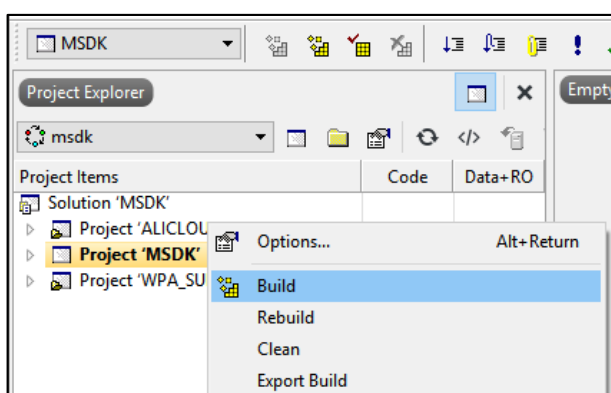 MSDK
Project Explorer
Empty
msdk
Project Items Code Data+RO
Solution 'MSDK'
Project 'ALICLOU
Project 'MSDK'
Project 'WPA_SU
Options... Alt+Return
Build
Rebuild
Clean
Export Build